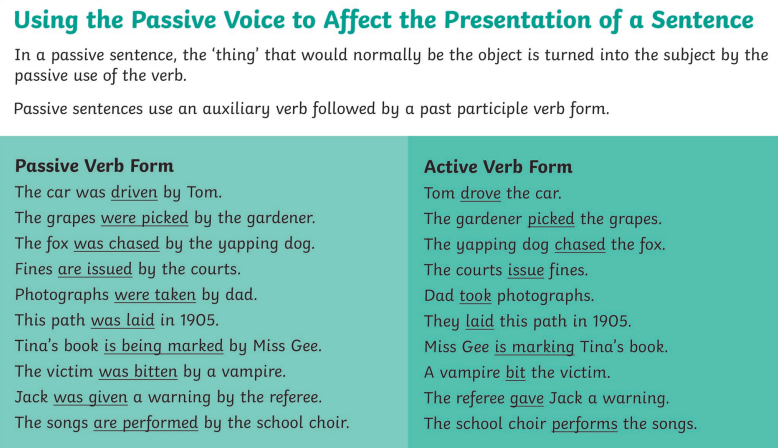 Using the Passive Voice to Affect the Presentation of a Sentence
In a passive sentence, the ‘thing’ that would normally be the object is turned into the subject by the
passive use of the verb.
Passive sentences use an auxiliary verb followed by a past participle verb form.
Passive Verb Form
The car was driven by Tom.
The grapes were picked by the gardener.
The fox was chased by the yapping dog.
Fines are issued by the courts.
Photographs were taken by dad.
This path was laid in 1905.
Tina’s book is being marked by Miss Gee.
The victim was bitten by a vampire.
Jack was given a warning by the referee.
The songs are performed by the school choir.
Active Verb Form
Tom drove the car.
The gardener picked the grapes.
The yapping dog chased the fox.
The courts issue fines.
Dad took photographs.
They laid this path in 1905.
Miss Gee is marking Tina’s book.
A vampire bit the victim.
The referee gave Jack a warning.
The school choir performs the songs.